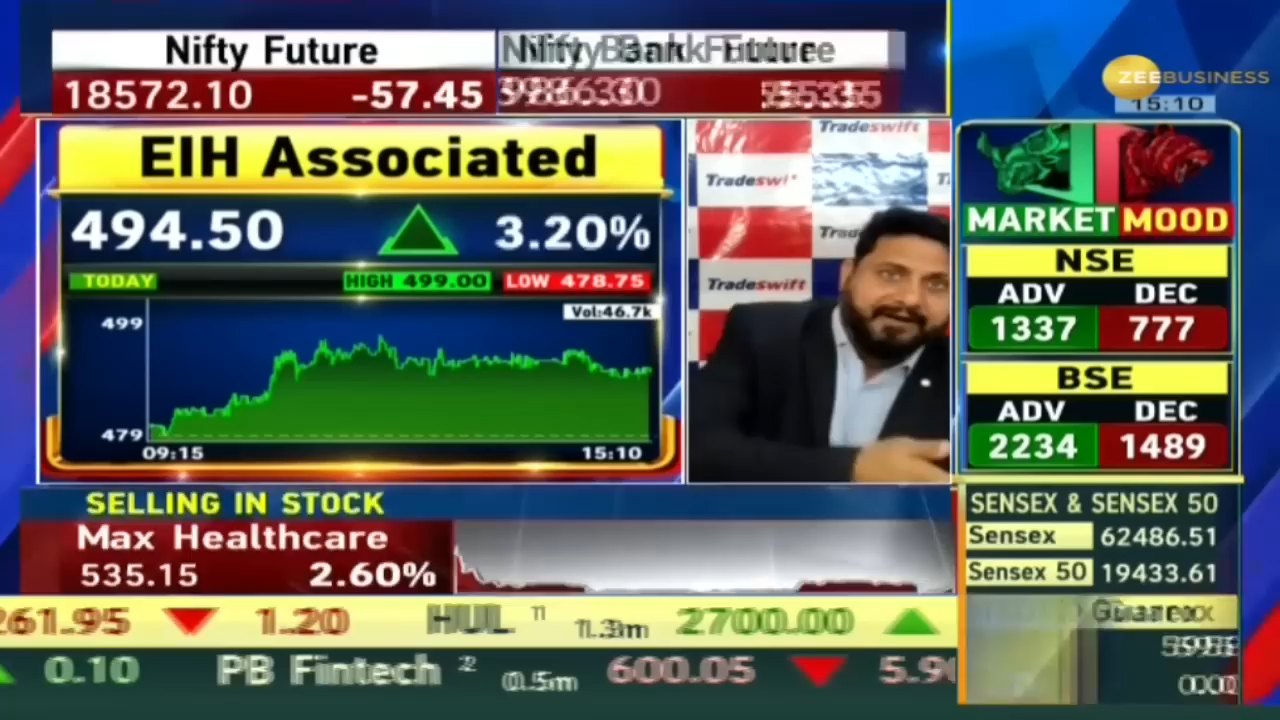 Nifty Future
18572.10 -57.45
ZEEBUSINESS
15:10
EIH Associated
494.50 3.20%
TODAY HIGH 499.00 LOW 478.75
Vol:46.7k
499
479
09:15 15:10
Tradeswift
Tradeswi
Trad
Tradeswift
MARKET MOOD
NSE
ADV DEC
1337 777
BSE
ADV DEC
2234 1489
SENSEX & SENSEX 50
Sensex 62486.51
Sensex 50 19433.61
SELLING IN STOCK
Max Healthcare
535.15 2.60%
261.95 1.20 HUL 2700.00
0.10 PB Fintech 0.5m 600.05